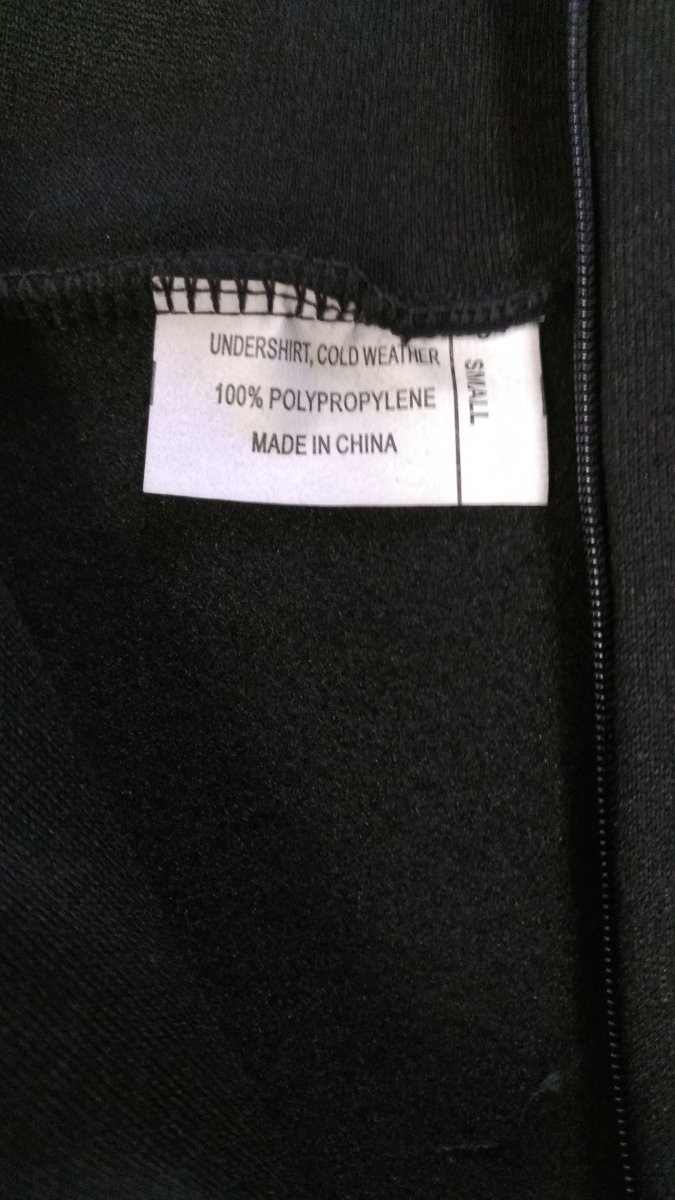 UNDERSHIRT, COLD WEATHER
100% POLYPROPYLENE
MADE IN CHINA
SMALL